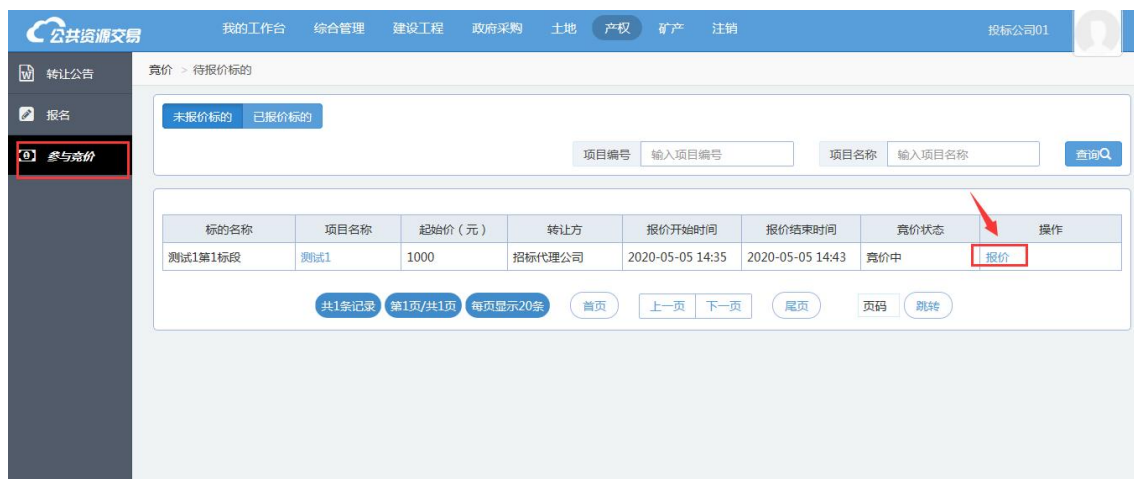 公共资源交易 我的工作台 综合管理 建设工程 政府采购 土地 产权 矿产 注销 投标公司01
转让公告
报名
参与竞价
竞价 > 待报价标的
未报价标的 已报价标的
项目编号 输入项目编号 项目名称 输入项目名称 查询
标的名称 项目名称 起始价（元） 转让方 报价开始时间 报价结束时间 竞价状态 操作
测试1第1标段 测试1 1000 招标代理公司 2020-05-05 14:35 2020-05-05 14:43 竞价中 报价
共1条记录 第1页/共1页 每页显示20条 首页 上一页 下一页 尾页 页码 跳转